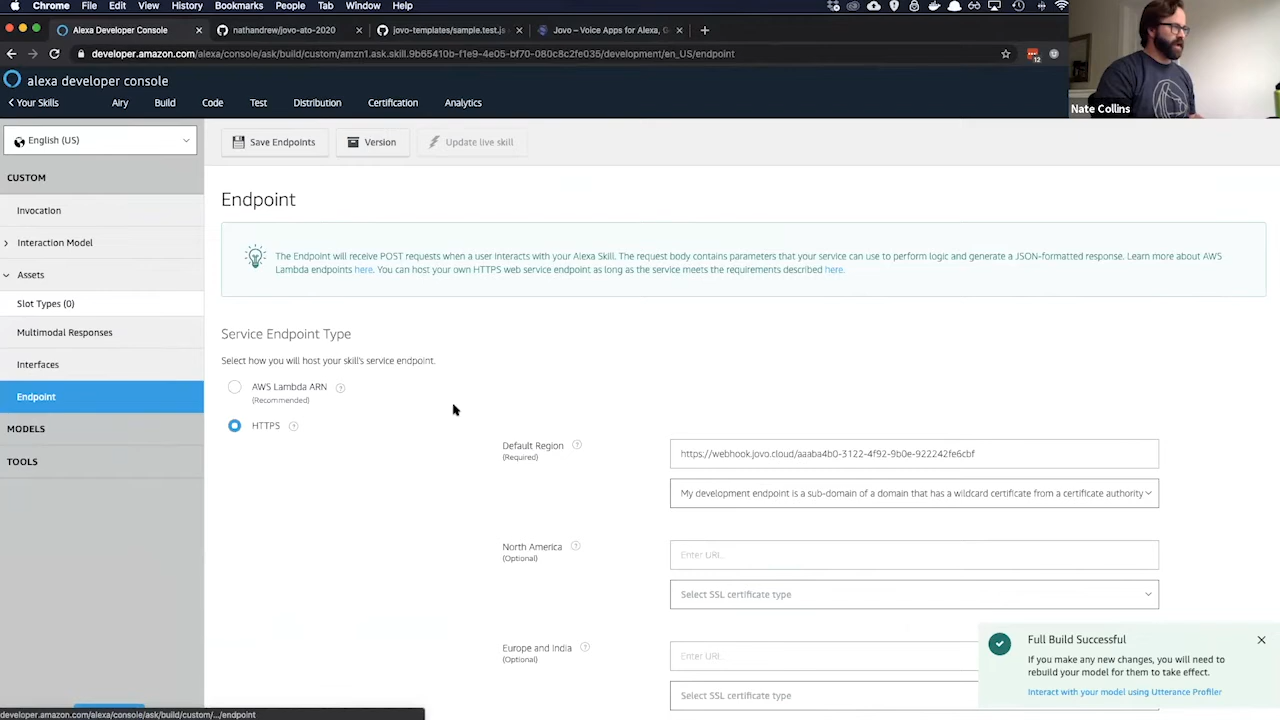 Chrome File Edit View History Bookmarks People Tab Window Help
Alexa Developer Console
nathandrew/jovo-ato-2020
jovo-templates/sample.test.js
Jovo – Voice Apps for Alexa, G
developer.amazon.com/alexa/console/ask/build/custom/amzn1.ask.skill.9b65410b-f1e9-4e05-bf70-080c8c2fe035/development/en_US/endpoint
12
alexa developer console
Nate Collins
Your Skills Airy Build Code Test Distribution Certification Analytics
English (US)
Save Endpoints
Version
Update live skill
CUSTOM
Invocation
Interaction Model
Assets
Slot Types (0)
Multimodal Responses
Interfaces
Endpoint
MODELS
TOOLS
Endpoint
The Endpoint will receive POST requests when a user interacts with your Alexa Skill. The request body contains parameters that your service can use to perform logic and generate a JSON-formatted response. Learn more about AWS
Lambda endpoints here. You can host your own HTTPS web service endpoint as long as the service meets the requirements described here.
Service Endpoint Type
Select how you will host your skill's service endpoint.
AWS Lambda ARN ?
(Recommended)
HTTPS ?
Default Region ?
(Required)
https://webhook.jovo.cloud/aaaba4b0-3122-4f92-9b0e-922242fe6cbf
My development endpoint is a sub-domain of a domain that has a wildcard certificate from a certificate authority
North America ?
(Optional)
Enter URI..
Select SSL certificate type
Europe and India ?
(Optional)
Enter URI..
Select SSL certificate type
Full Build Successful
If you make any new changes, you will need to
rebuild your model for them to take effect.
Interact with your model using Utterance Profiler
developer.amazon.com/alexa/console/ask/build/custom/.../endpoint